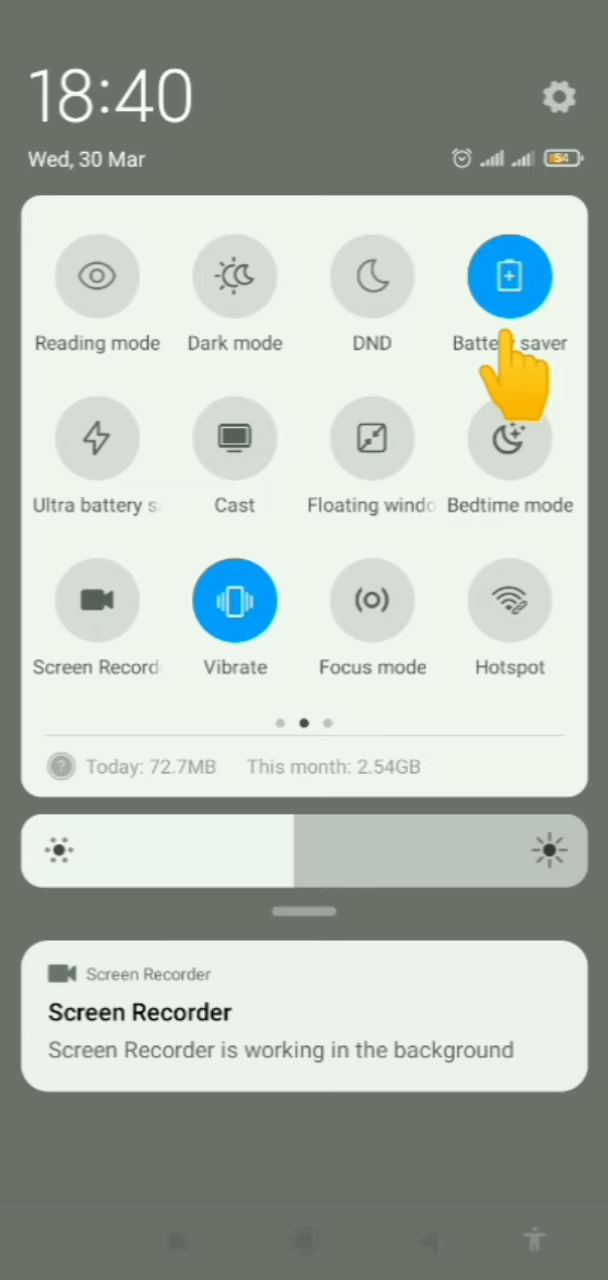 18:40
Wed, 30 Mar
54
Reading mode Dark mode DND Battery saver
Ultra battery s Cast Floating windo Bedtime mode
Screen Record Vibrate Focus mode Hotspot
? Today: 72.7MB This month: 2.54GB
Screen Recorder
Screen Recorder
Screen Recorder is working in the background